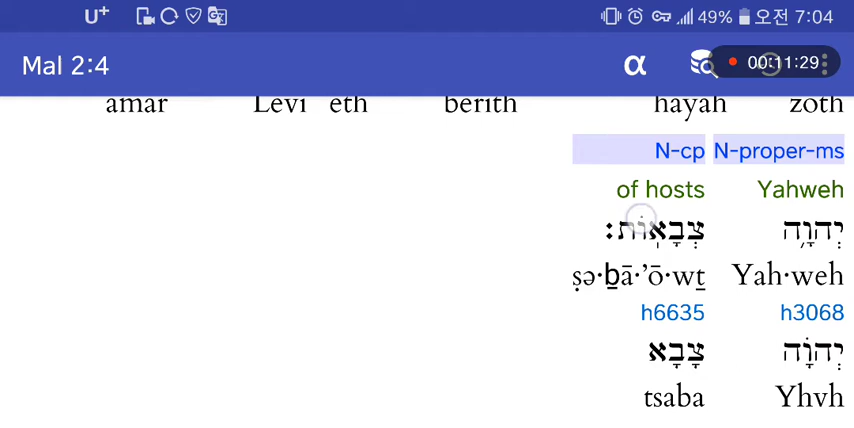 U+ 49% 오전 7:04
Mal 2:4 α 00:11:29
amar Levi eth berith hayah zoth
N-cp N-proper-ms
of hosts Yahweh
יְהוָ֥ה צְבָאֽוֹת׃
ṣə·ḇā·’ō·wṯ Yah·weh
h6635 h3068
יְהֹוָה צָבָא
tsaba Yhvh